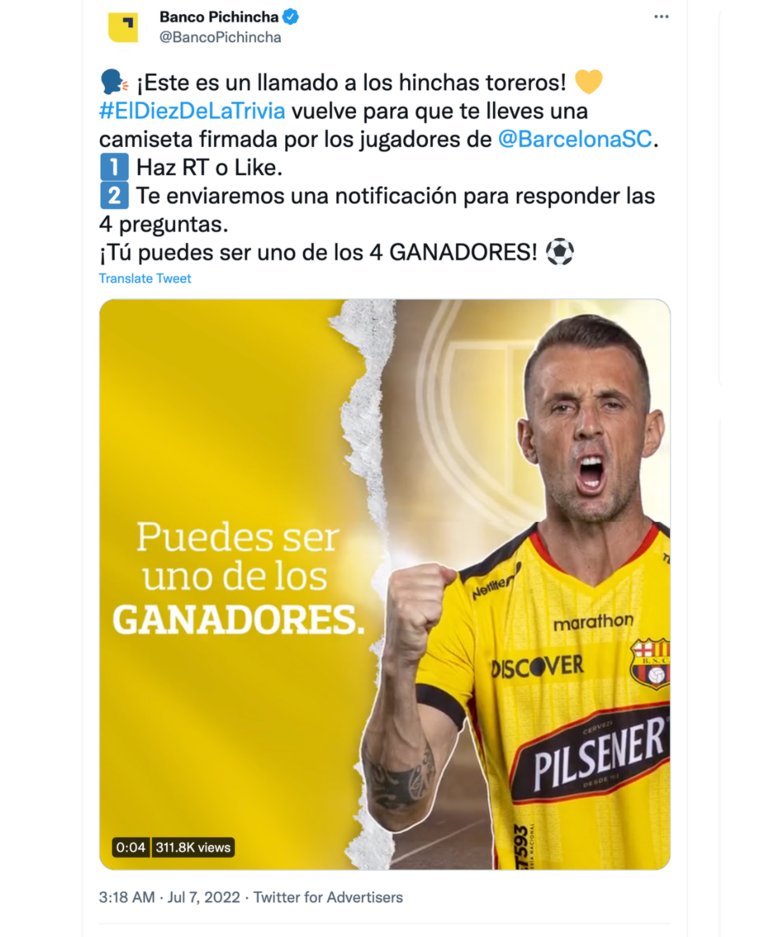 Banco Pichincha
@BancoPichincha
🗣️ ¡Este es un llamado a los hinchas toreros! 💛
#ElDiezDeLaTrivia vuelve para que te lleves una
camiseta firmada por los jugadores de @BarcelonaSC.
1️⃣ Haz RT o Like.
2️⃣ Te enviaremos una notificación para responder las
4 preguntas.
¡Tú puedes ser uno de los 4 GANADORES! ⚽
Translate Tweet
Puedes ser
uno de los
GANADORES.
Netlife
marathon
DISCOVER
B. S. C
CERVEZA
PILSENER
DESDE 1913
593
0:04 311.8K views
3:18 AM · Jul 7, 2022 · Twitter for Advertisers